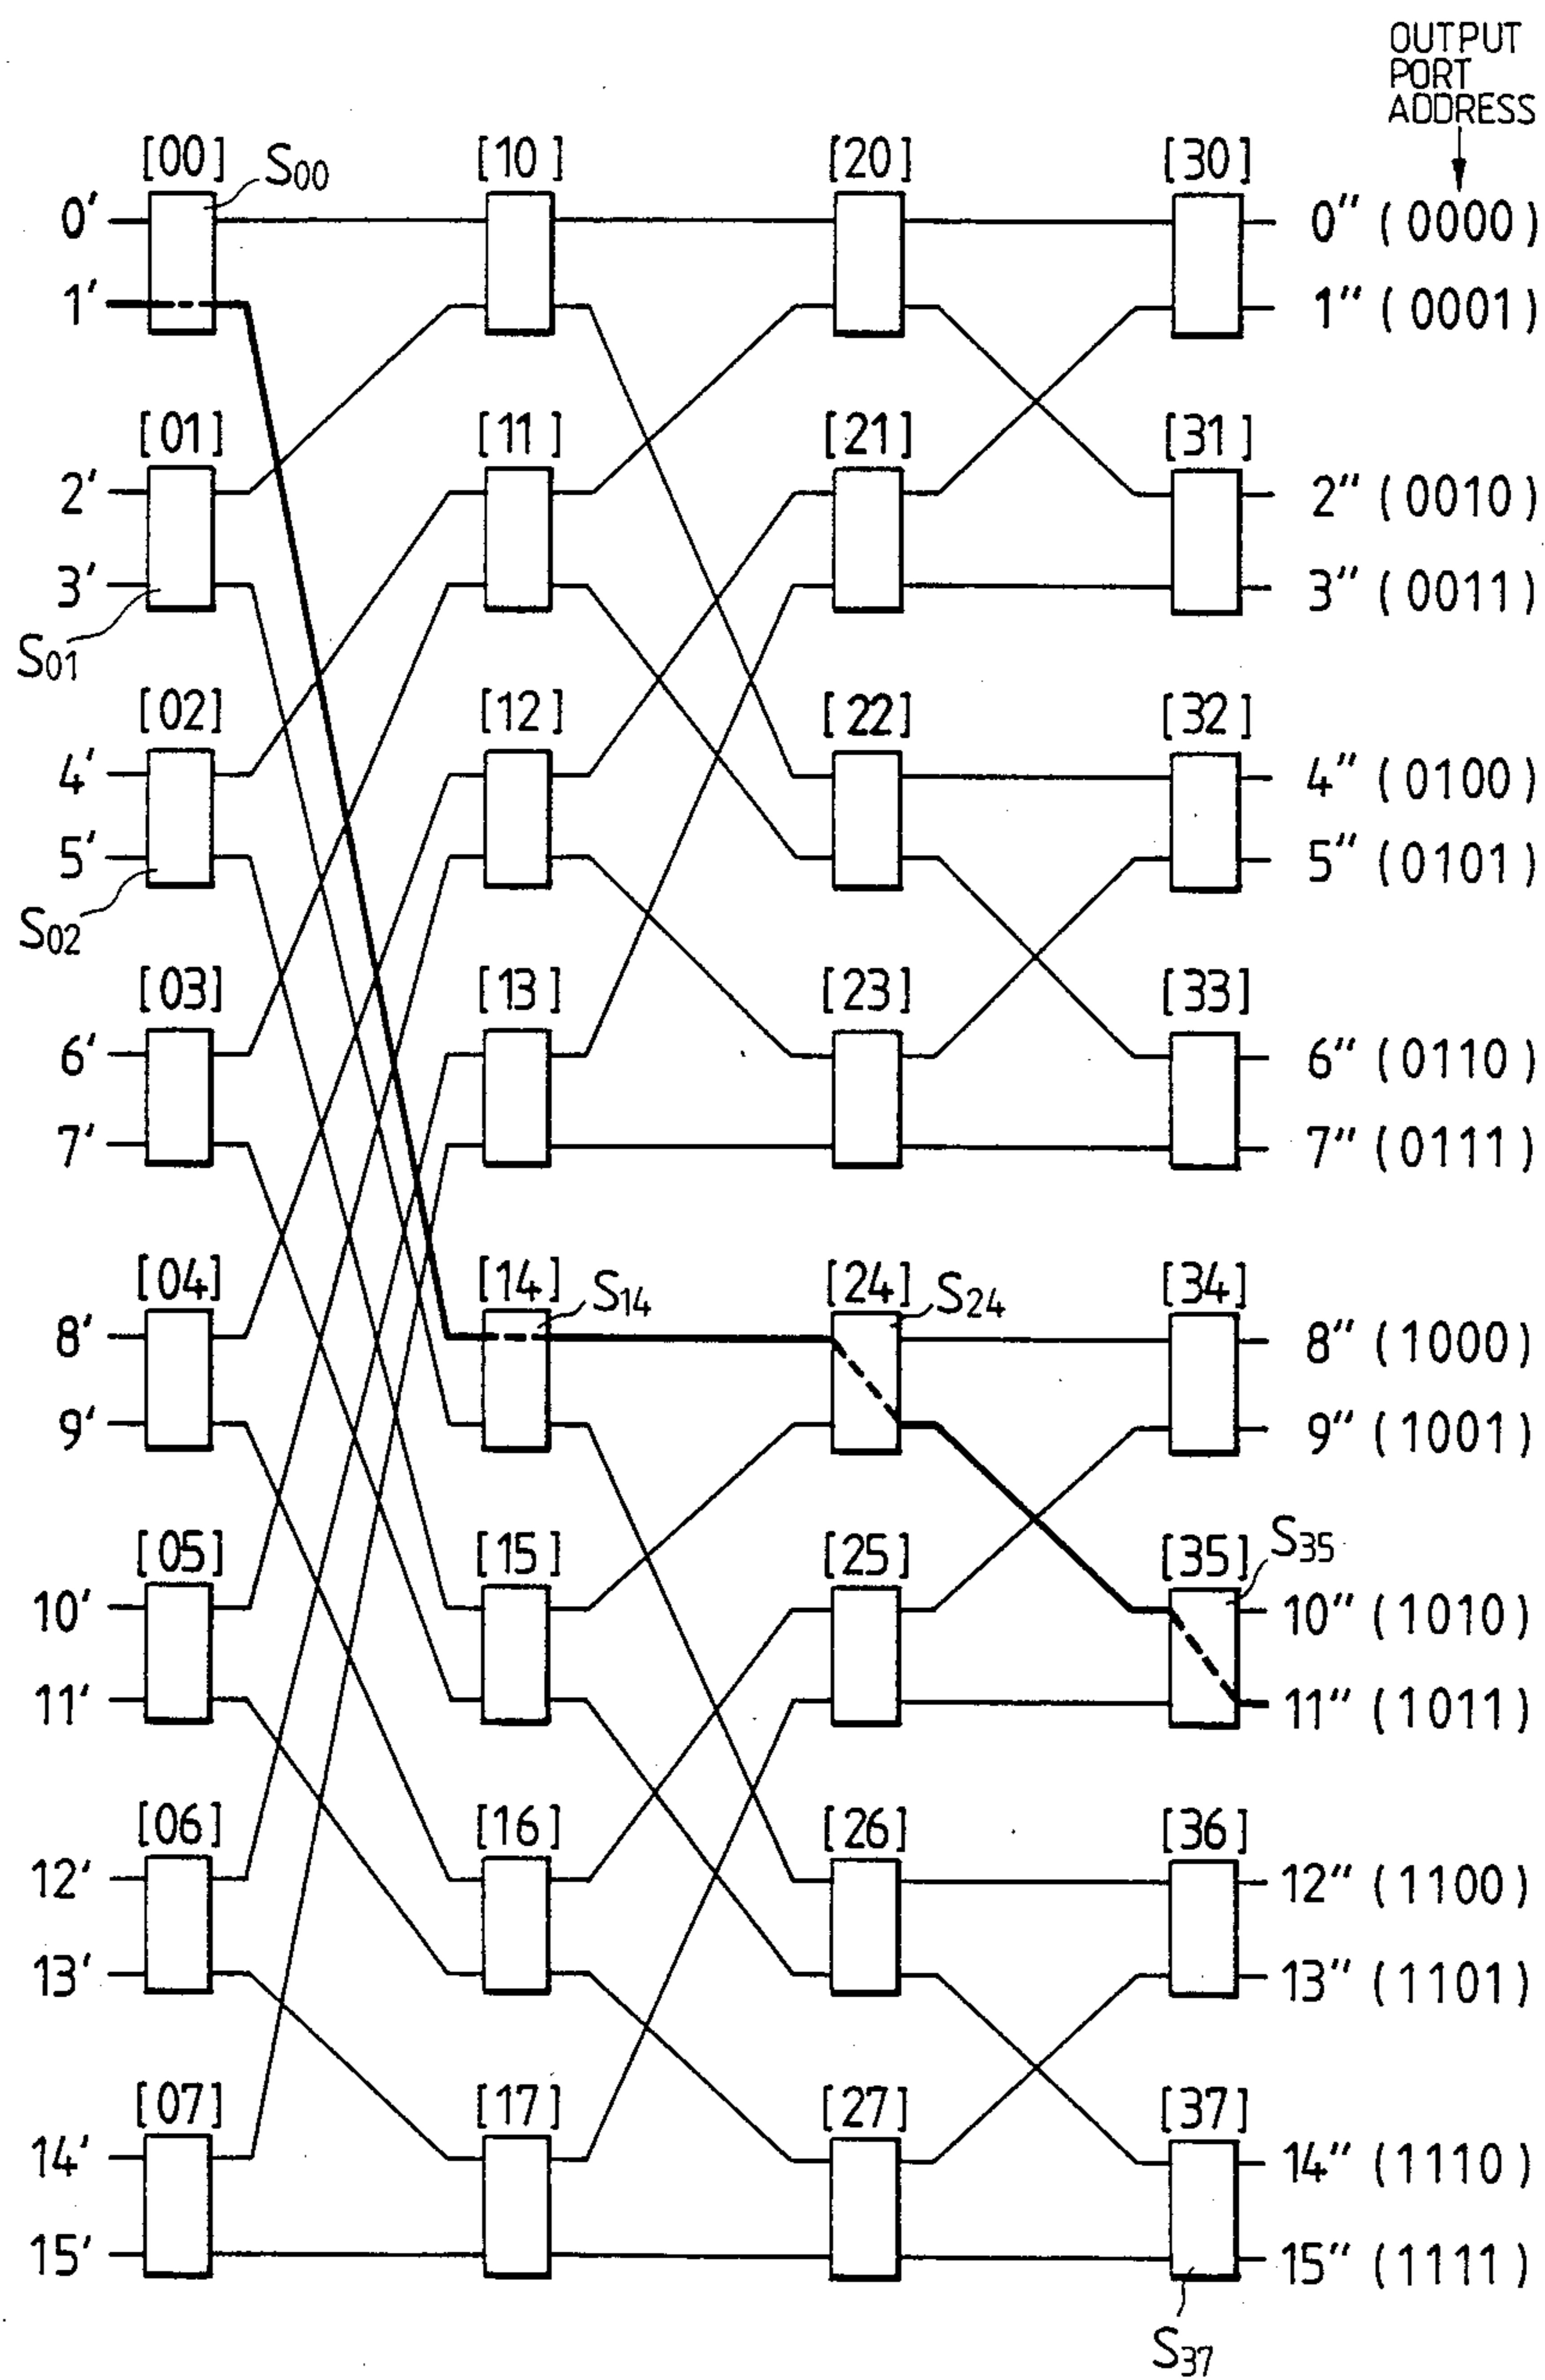 OUTPUT
PORT
ADDRESS
[00] S00 [10] [20] [30]
0' 0" (0000)
1' 1" (0001)
[01] [11] [21] [31]
2' 2" (0010)
3' 3" (0011)
S01
[02] [12] [22] [32]
4' 4" (0100)
5' 5" (0101)
S02
[03] [13] [23] [33]
6' 6" (0110)
7' 7" (0111)
[04] [14] S14 [24] S24 [34]
8' 8" (1000)
9' 9" (1001)
[05] [15] [25] [35] S35
10' 10" (1010)
11' 11" (1011)
[06] [16] [26] [36]
12' 12" (1100)
13' 13" (1101)
[07] [17] [27] [37]
14' 14" (1110)
15' 15" (1111)
S37